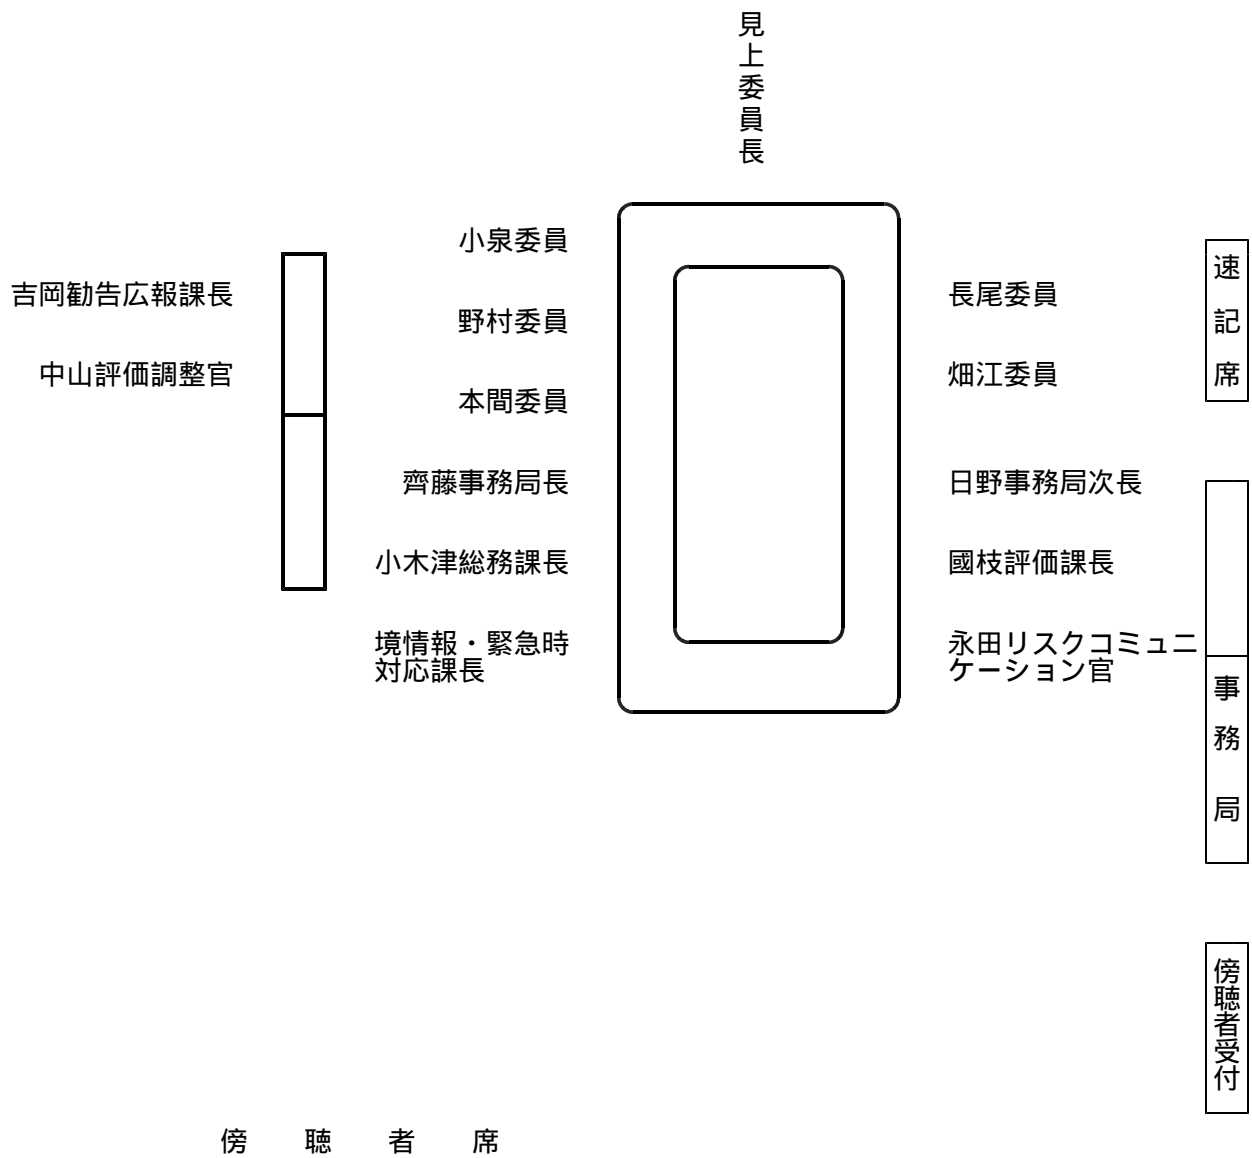 見上委員長
小泉委員
吉岡勧告広報課長
長尾委員
速記席
野村委員
中山評価調整官
畑江委員
本間委員
齊藤事務局長
日野事務局次長
小木津総務課長
國枝評価課長
境情報・緊急時
対応課長
永田リスクコミュニ
ケーション官
事務局
傍聴者受付
傍聴者席